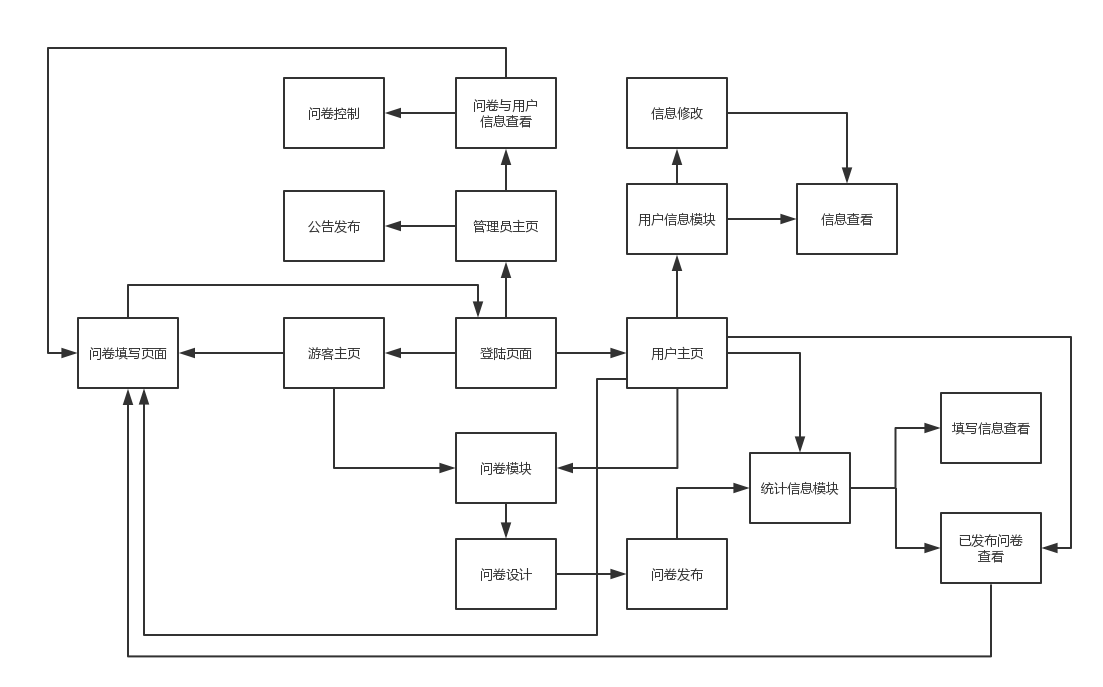 问卷控制
问卷与用户
信息查看
信息修改
公告发布
管理员主页
用户信息模块
信息查看
问卷填写页面
游客主页
登陆页面
用户主页
填写信息查看
问卷模块
统计信息模块
已发布问卷
查看
问卷设计
问卷发布